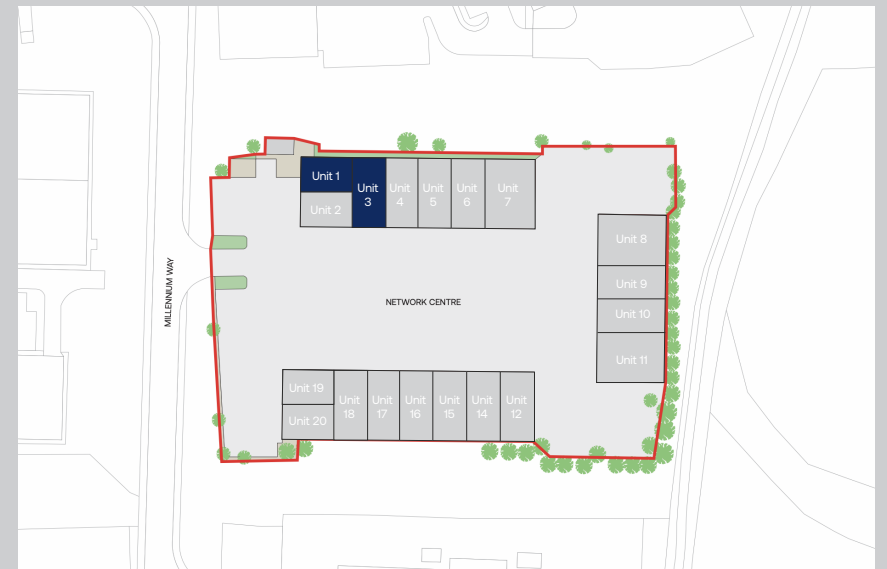 Unit 1
Unit 2
Unit
3
Unit
4
Unit
5
Unit
6
Unit
7
Unit 8
Unit 9
Unit 10
Unit 11
MILLENNIUM WAY
NETWORK CENTRE
Unit 19
Unit 20
Unit
18
Unit
17
Unit
16
Unit
15
Unit
14
Unit
12